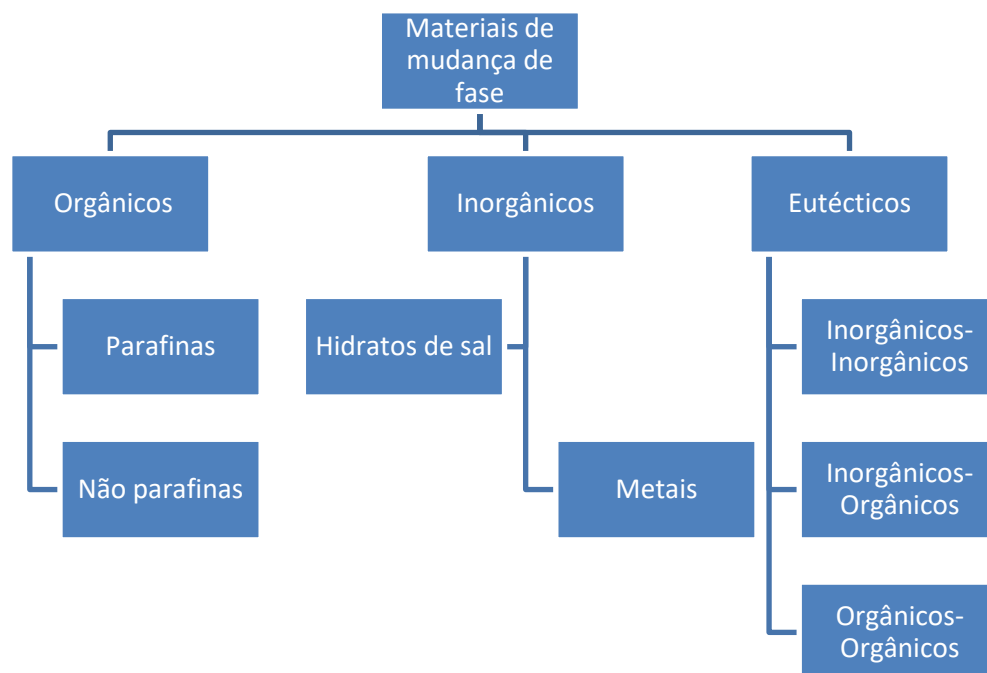 Materiais de
mudança de
fase
Orgânicos
Inorgânicos
Eutécticos
Parafinas
Hidratos de sal
Inorgânicos-
Inorgânicos
Não parafinas
Metais
Inorgânicos-
Orgânicos
Orgânicos-
Orgânicos